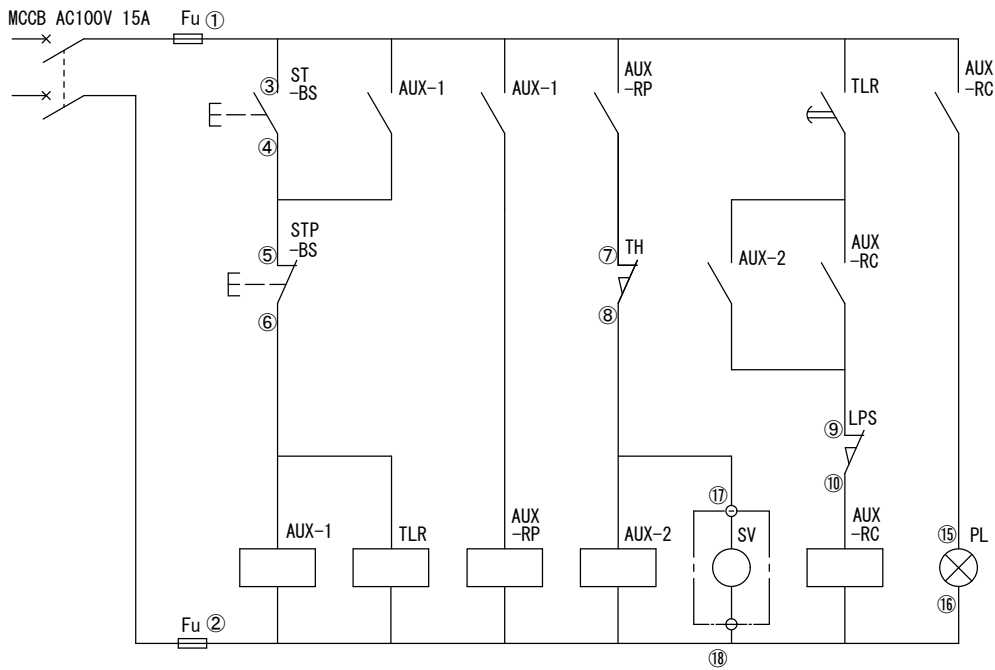 MCCB AC100V 15A
Fu ①
③
ST
-BS
AUX-1
AUX-1
AUX
-RP
TLR
AUX
-RC
④
⑤
STP
-BS
⑦
TH
AUX-2
AUX
-RC
⑥
⑧
⑨
LPS
⑩
⑰
AUX-1
TLR
AUX
-RP
AUX-2
SV
AUX
-RC
⑮
PL
⑯
Fu ②
⑱